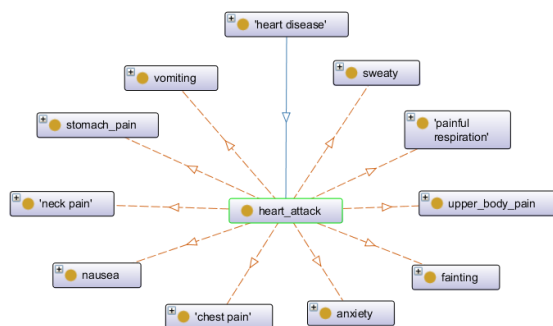 'heart disease'
vomiting
sweaty
stomach_pain
'painful
respiration'
'neck pain'
heart_attack
upper_body_pain
nausea
fainting
'chest pain'
anxiety